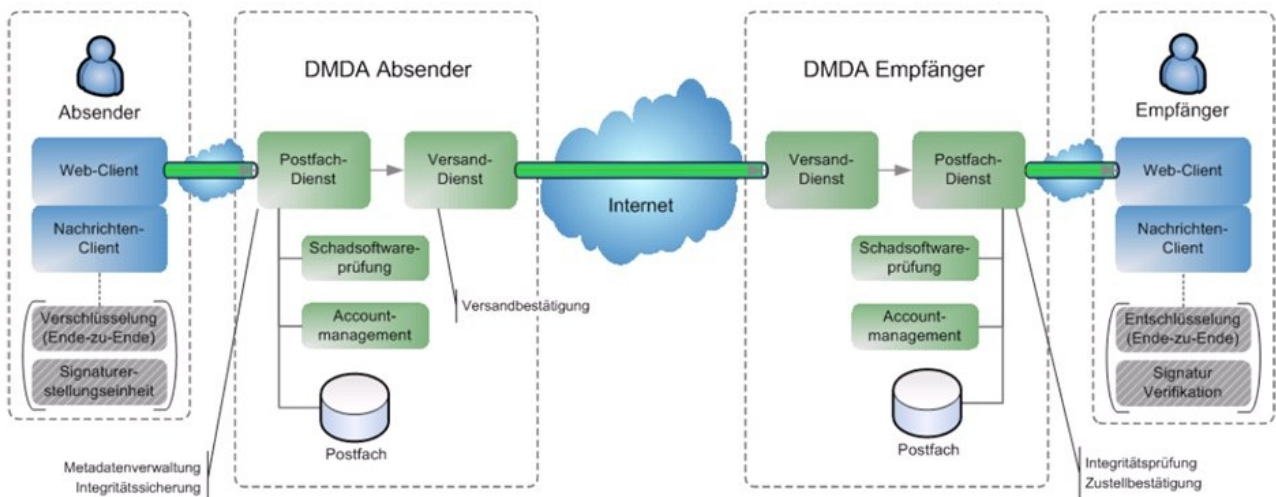 Absender
Web-Client
Nachrichten-
Client
Verschlüsselung
(Ende-zu-Ende)
Signaturer-
stellungseinheit
DMDA Absender
Postfach-
Dienst
Versand-
Dienst
Schadsoftware-
prüfung
Account-
management
Postfach
Versandbestätigung
Metadatenverwaltung
Integritätssicherung
Internet
DMDA Empfänger
Versand-
Dienst
Postfach-
Dienst
Schadsoftware-
prüfung
Account-
management
Postfach
Integritätsprüfung
Zustellbestätigung
Empfänger
Web-Client
Nachrichten-
Client
Entschlüsselung
(Ende-zu-Ende)
Signatur
Verifikation